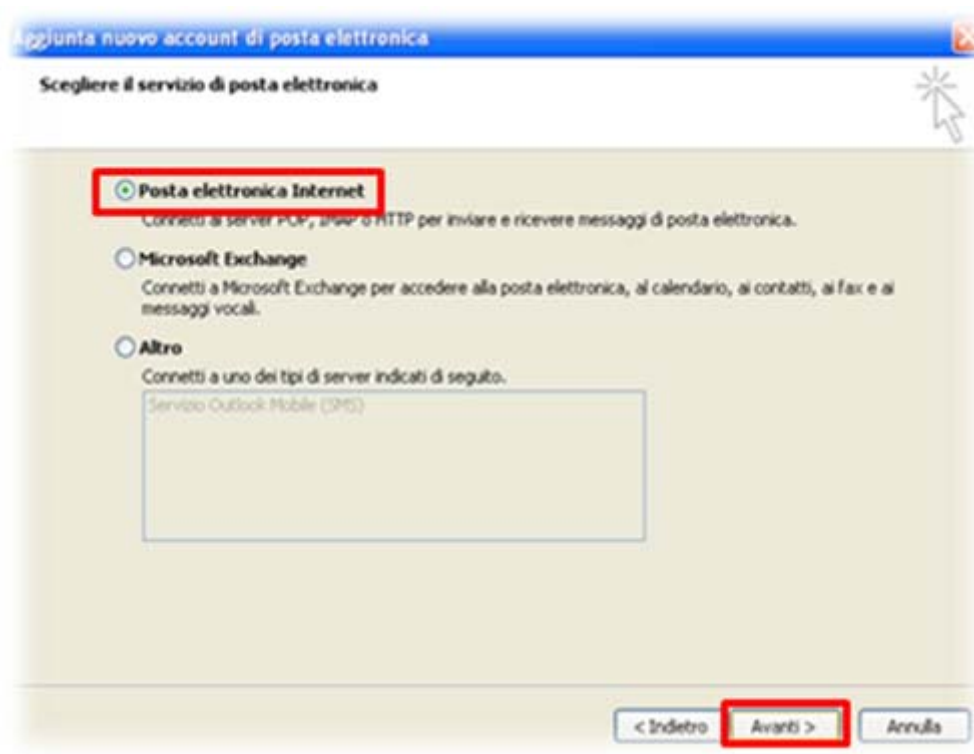 Aggiunta nuovo account di posta elettronica
Scegliere il servizio di posta elettronica
Posta elettronica Internet
Connetti al server POP, IMAP o HTTP per inviare e ricevere messaggi di posta elettronica.
Microsoft Exchange
Connetti a Microsoft Exchange per accedere alla posta elettronica, al calendario, ai contatti, ai fax e ai
messaggi vocali.
Altro
Connetti a uno dei tipi di server indicati di seguito.
Servizio Outlook Mobile (SMS)
< Indietro
Avanti >
Annulla